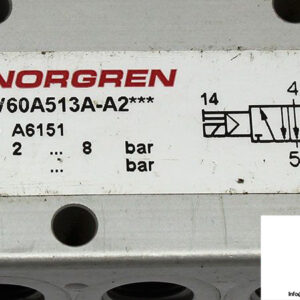 NORGREN
V60A513A-A2***
A6151
2 ... 8 bar
... bar
14
4
5